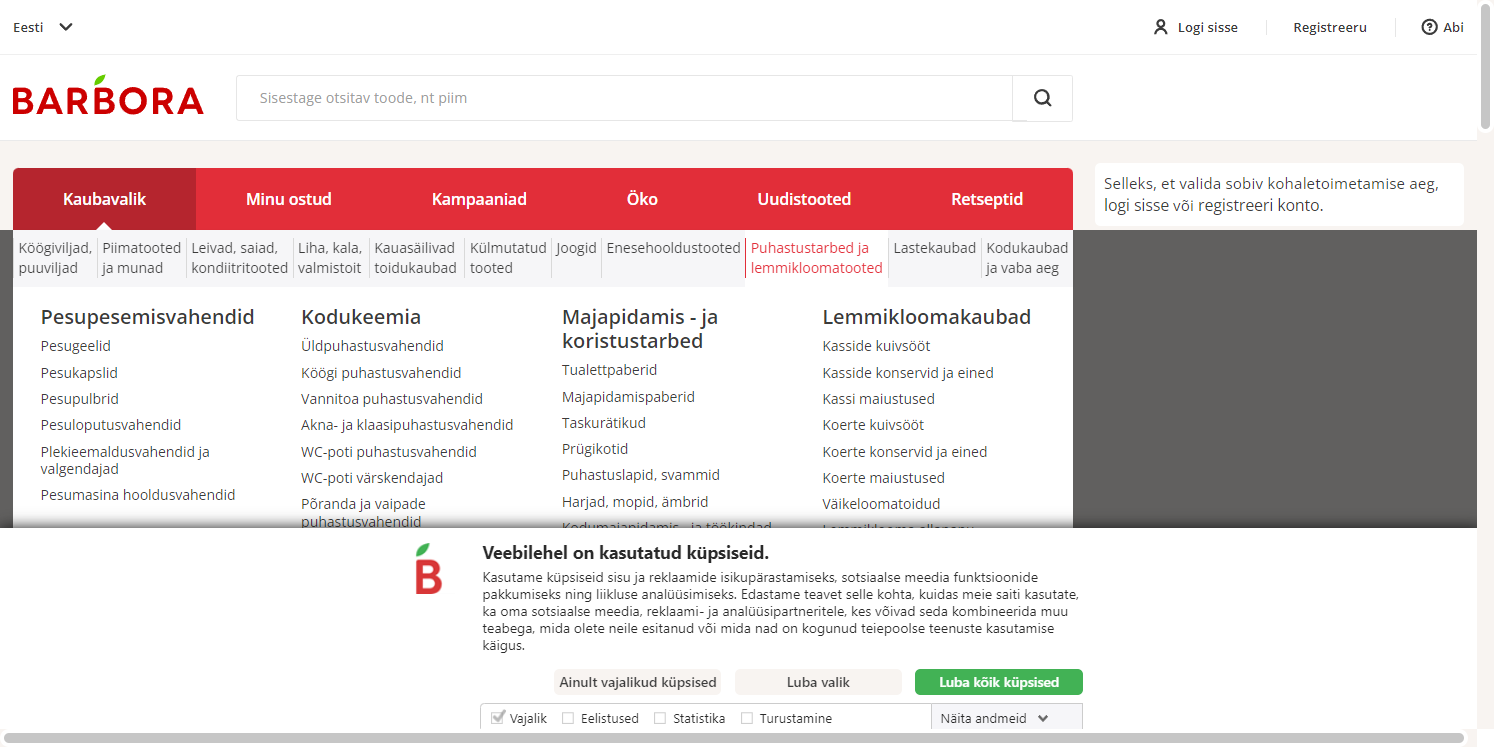 Eesti
Logi sisse
Registreeru
Abi
BARBORA
Sisestage otsitav toode, nt piim
Kaubavalik
Minu ostud
Kampaaniad
Öko
Uudistooted
Retseptid
Selleks, et valida sobiv kohaletoimetamise aeg,
logi sisse või registreeri konto.
Köögiviljad,
puuviljad
Piimatooted
ja munad
Leivad, saiad,
kondiitritooted
Liha, kala,
valmistoit
Kauasäilivad
toidukaubad
Külmutatud
tooted
Joogid
Enesehooldustooted
Puhastustarbed ja
lemmikloomatooted
Lastekaubad
Kodukaubad
ja vaba aeg
Pesupesemisvahendid
Pesugeelid
Pesukapslid
Pesupulbrid
Pesuloputusvahendid
Plekieemaldusvahendid ja
valgendajad
Pesumasina hooldusvahendid
Kodukeemia
Üldpuhastusvahendid
Köögi puhastusvahendid
Vannitoa puhastusvahendid
Akna- ja klaasipuhastusvahendid
WC-poti puhastusvahendid
WC-poti värskendajad
Põranda ja vaipade
puhastusvahendid
Majapidamis - ja
koristustarbed
Tualettpaberid
Majapidamispaberid
Taskurätikud
Prügikotid
Puhastuslapid, svammid
Harjad, mopid, ämbrid
Kodumajapidamis - ja töökindad
Lemmikloomakaubad
Kasside kuivsööt
Kasside konservid ja eined
Kassi maiustused
Koerte kuivsööt
Koerte konservid ja eined
Koerte maiustused
Väikeloomatoidud
B
Veebilehel on kasutatud küpsiseid.
Kasutame küpsiseid sisu ja reklaamide isikupärastamiseks, sotsiaalse meedia funktsioonide
pakkumiseks ning liikluse analüüsimiseks. Edastame teavet selle kohta, kuidas meie saiti kasutate,
ka oma sotsiaalse meedia, reklaami- ja analüüsipartneritele, kes võivad seda kombineerida muu
teabega, mida olete neile esitanud või mida nad on kogunud teiepoolse teenuste kasutamise
käigus.
Ainult vajalikud küpsised
Luba valik
Luba kõik küpsised
Vajalik
Eelistused
Statistika
Turustamine
Näita andmeid